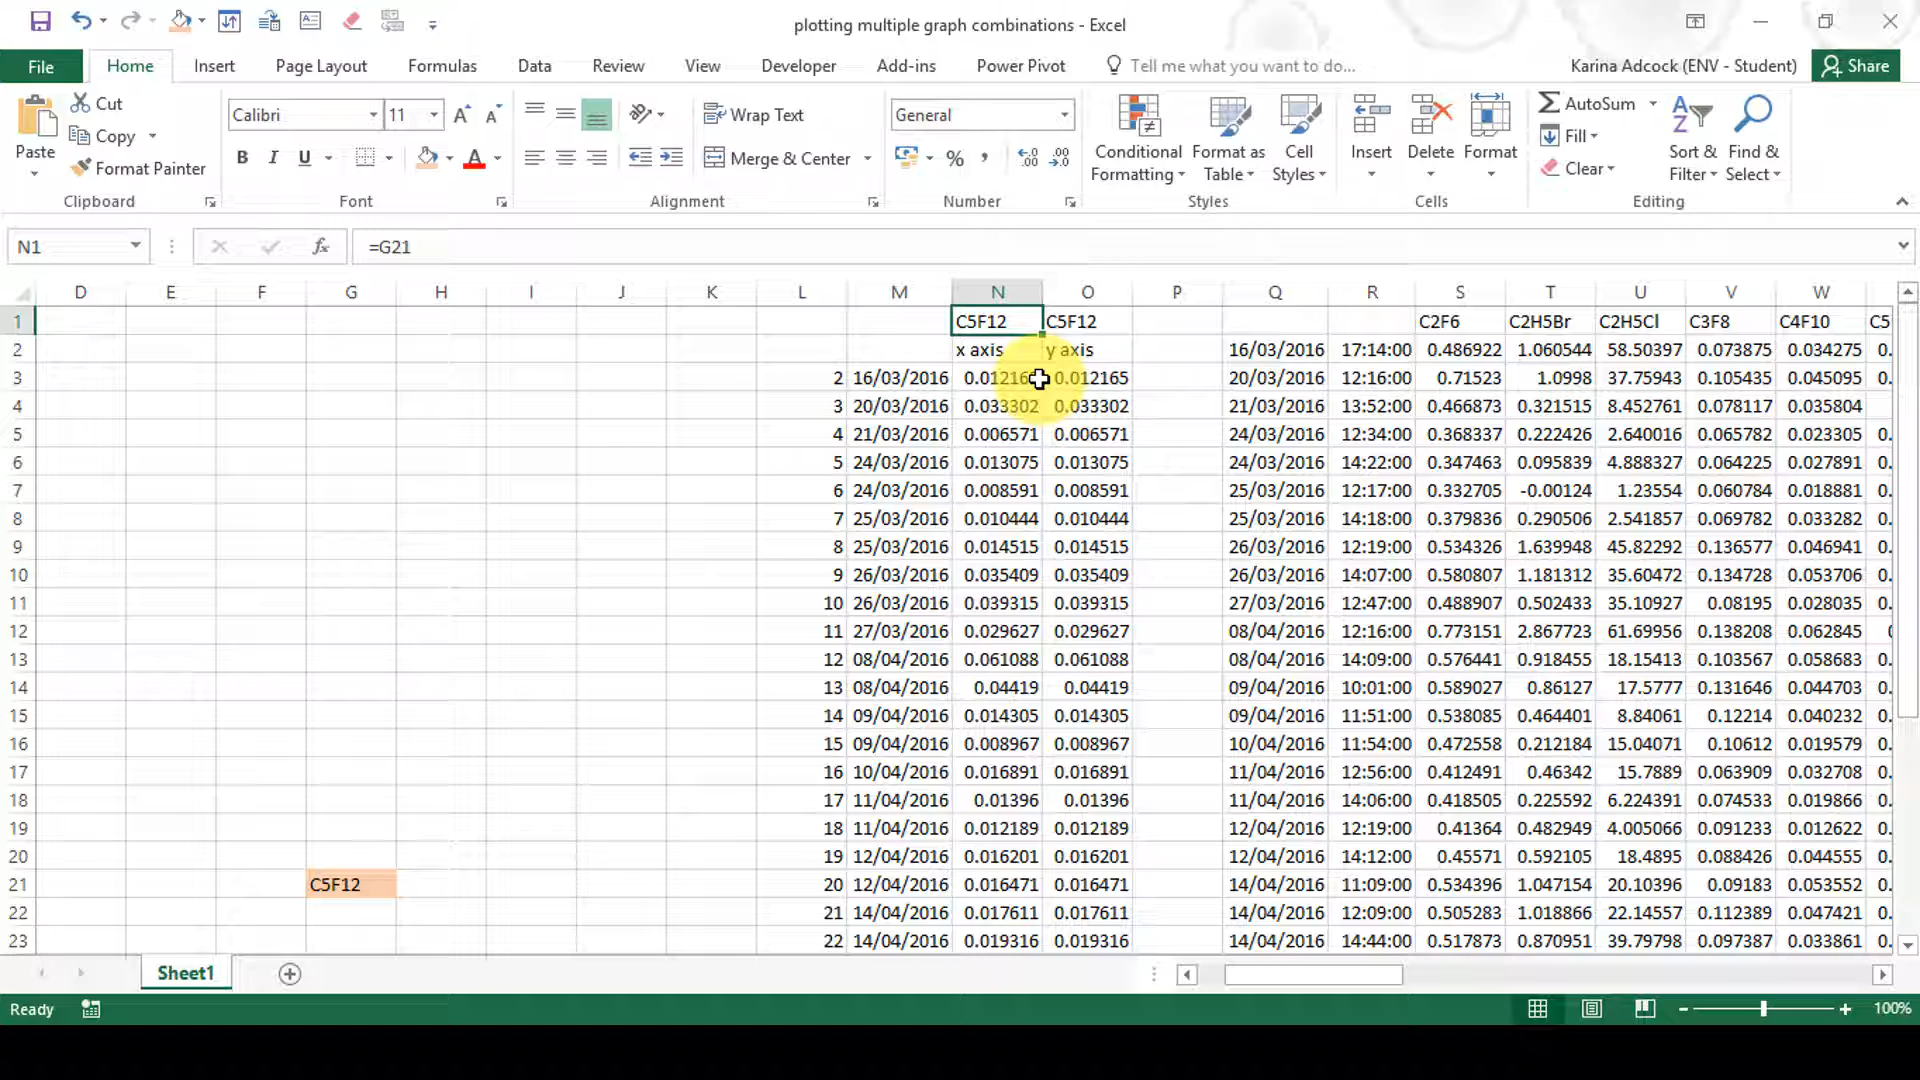 plotting multiple graph combinations - Excel
File Home Insert Page Layout Formulas Data Review View Developer Add-ins Power Pivot Tell me what you want to do... Karina Adcock (ENV - Student) Share
Paste Cut Copy Format Painter Clipboard
Calibri 11 B I U A Font
Wrap Text Merge & Center Alignment
General % Number
Conditional Formatting Format as Table Cell Styles Styles
Insert Delete Format Cells
AutoSum Fill Clear Sort & Filter Find & Select Editing
N1 fx =G21
D E F G H I J K L M N O P Q R S T U V W
1 C5F12 C5F12 C2F6 C2H5Br C2H5Cl C3F8 C4F10 C5
2 x axis y axis 16/03/2016 17:14:00 0.486922 1.060544 58.50397 0.073875 0.034275 0.
3 2 16/03/2016 0.01216 0.012165 20/03/2016 12:16:00 0.71523 1.0998 37.75943 0.105435 0.045095 0.
4 3 20/03/2016 0.033302 0.033302 21/03/2016 13:52:00 0.466873 0.321515 8.452761 0.078117 0.035804
5 4 21/03/2016 0.006571 0.006571 24/03/2016 12:34:00 0.368337 0.222426 2.640016 0.065782 0.023305 0.
6 5 24/03/2016 0.013075 0.013075 24/03/2016 14:22:00 0.347463 0.095839 4.888327 0.064225 0.027891 0.
7 6 24/03/2016 0.008591 0.008591 25/03/2016 12:17:00 0.332705 -0.00124 1.23554 0.060784 0.018881 0.
8 7 25/03/2016 0.010444 0.010444 25/03/2016 14:18:00 0.379836 0.290506 2.541857 0.069782 0.033282 0.
9 8 25/03/2016 0.014515 0.014515 26/03/2016 12:19:00 0.534326 1.639948 45.82292 0.136577 0.046941 0.
10 9 26/03/2016 0.035409 0.035409 26/03/2016 14:07:00 0.580807 1.181312 35.60472 0.134728 0.053706 0.
11 10 26/03/2016 0.039315 0.039315 27/03/2016 12:47:00 0.488907 0.502433 35.10927 0.08195 0.028035 0.
12 11 27/03/2016 0.029627 0.029627 08/04/2016 12:16:00 0.773151 2.867723 61.69956 0.138208 0.062845 0
13 12 08/04/2016 0.061088 0.061088 08/04/2016 14:09:00 0.576441 0.918455 18.15413 0.103567 0.058683 0.
14 13 08/04/2016 0.04419 0.04419 09/04/2016 10:01:00 0.589027 0.86127 17.5777 0.131646 0.044703 0.
15 14 09/04/2016 0.014305 0.014305 09/04/2016 11:51:00 0.538085 0.464401 8.84061 0.12214 0.040232 0.
16 15 09/04/2016 0.008967 0.008967 10/04/2016 11:54:00 0.472558 0.212184 15.04071 0.10612 0.019579 0.
17 16 10/04/2016 0.016891 0.016891 11/04/2016 12:56:00 0.412491 0.46342 15.7889 0.063909 0.032708 0.
18 17 11/04/2016 0.01396 0.01396 11/04/2016 14:06:00 0.418505 0.225592 6.224391 0.074533 0.019866 0.
19 18 11/04/2016 0.012189 0.012189 12/04/2016 12:19:00 0.41364 0.482949 4.005066 0.091233 0.012622 0.
20 19 12/04/2016 0.016201 0.016201 12/04/2016 14:12:00 0.45571 0.592105 18.4895 0.088426 0.044555 0.
21 C5F12 20 12/04/2016 0.016471 0.016471 14/04/2016 11:09:00 0.534396 1.047154 20.10396 0.09183 0.053552 0.
22 21 14/04/2016 0.017611 0.017611 14/04/2016 12:09:00 0.505283 1.018866 22.14557 0.112389 0.047421 0.
23 22 14/04/2016 0.019316 0.019316 14/04/2016 14:44:00 0.517873 0.870951 39.79798 0.097387 0.033861 0.
Sheet1
Ready 100%